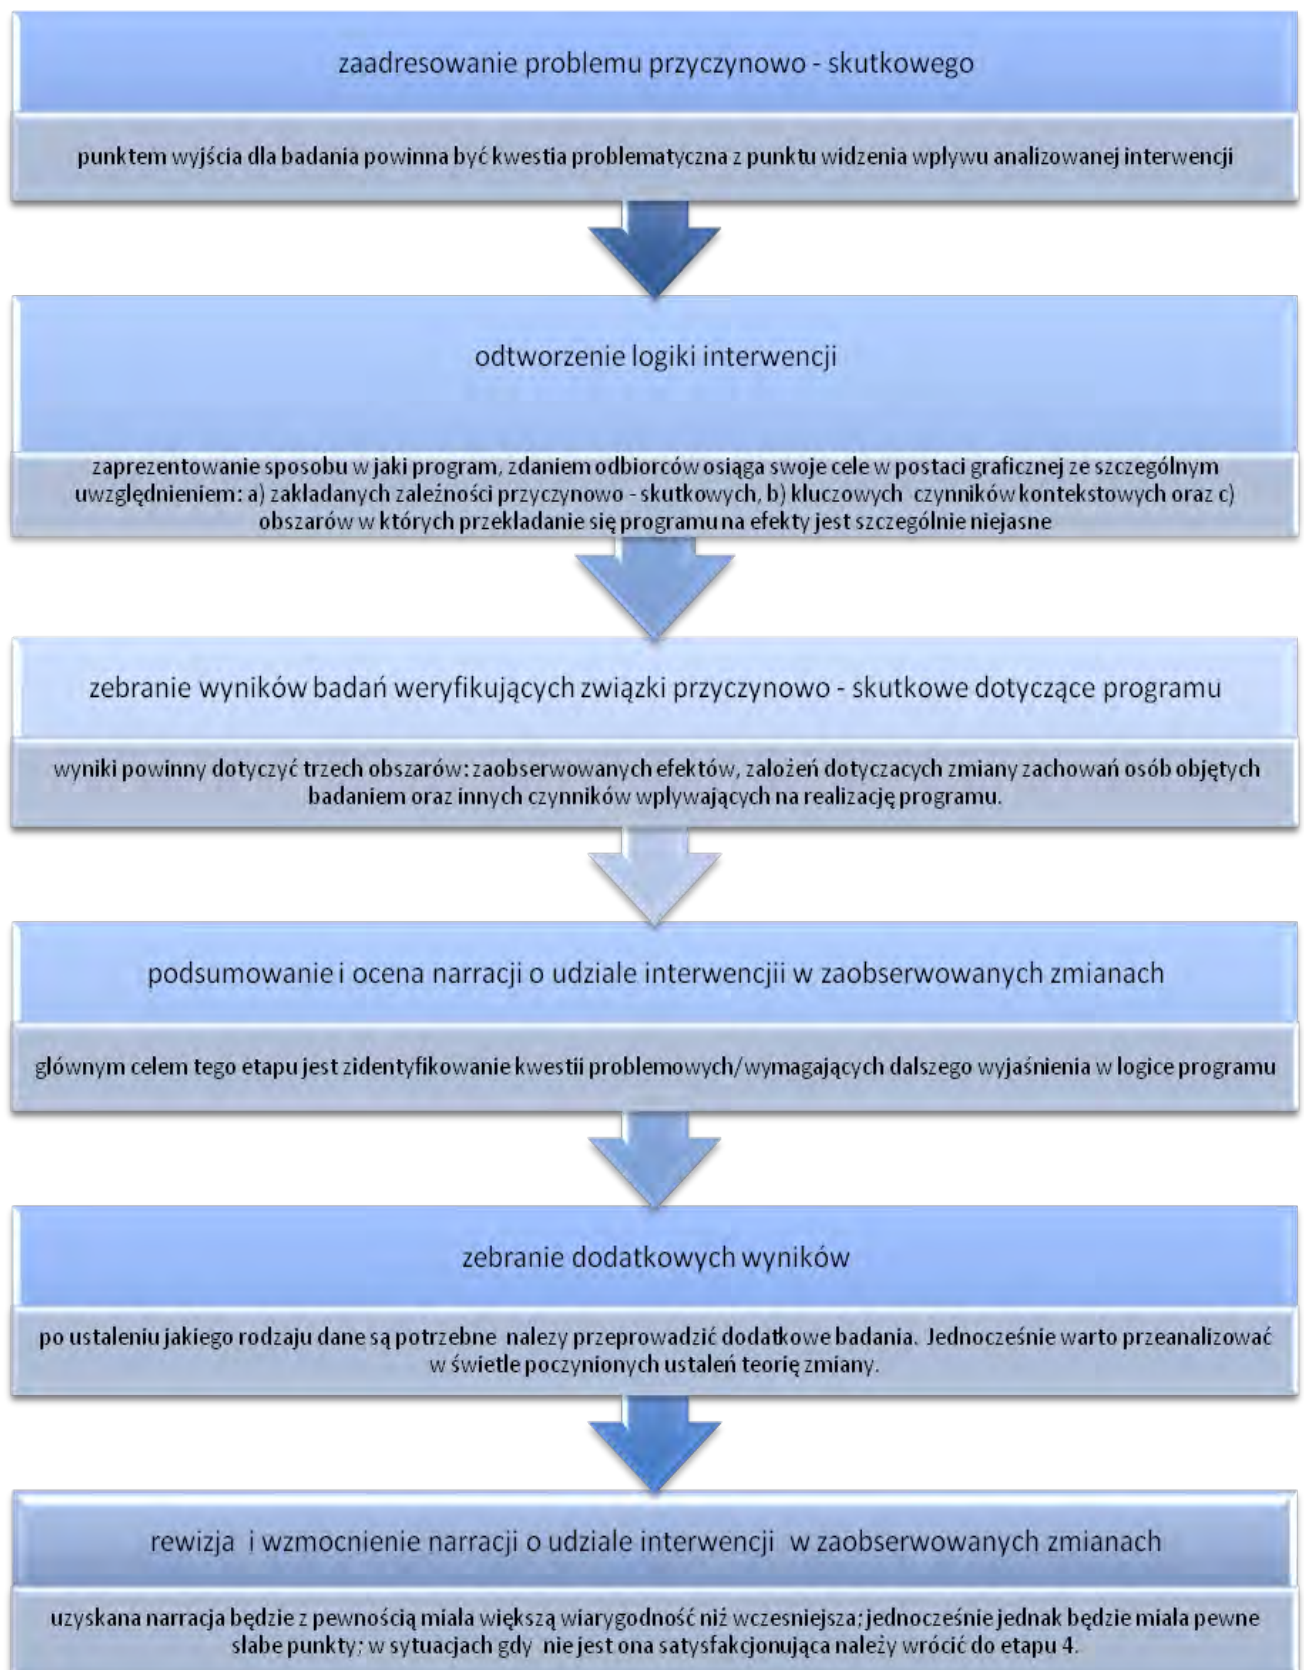 zaadresowanie problemu przyczynowo - skutkowego
punktem wyjścia dla badania powinna być kwestia problematyczna z punktu widzenia wpływu analizowanej interwencji
odtworzenie logiki interwencji
zaprezentowanie sposobu w jaki program, zdaniem odbiorców osiąga swoje cele w postaci graficznej ze szczególnym
uwzględnieniem: a) zakładanych zależności przyczynowo - skutkowych, b) kluczowych czynników kontekstowych oraz c)
obszarów w których przekładanie się programu na efekty jest szczególnie niejasne
zebranie wyników badań weryfikujących związki przyczynowo - skutkowe dotyczące programu
wyniki powinny dotyczyć trzech obszarów: zaobserwowanych efektów, założeń dotyczacych zmiany zachowań osób objętych
badaniem oraz innych czynników wpływających na realizację programu.
podsumowanie i ocena narracji o udziale interwencjii w zaobserwowanych zmianach
głównym celem tego etapu jest zidentyfikowanie kwestii problemowych/wymagających dalszego wyjaśnienia w logice programu
zebranie dodatkowych wyników
po ustaleniu jakiego rodzaju dane są potrzebne nalezy przeprowadzić dodatkowe badania. Jednocześnie warto przeanalizować
w świetle poczynionych ustaleń teorię zmiany.
rewizja i wzmocnienie narracji o udziale interwencji w zaobserwowanych zmianach
uzyskana narracja będzie z pewnością miała większą wiarygodność niż wczesniejsza; jednocześnie jednak będzie miała pewne
słabe punkty; w sytuacjach gdy nie jest ona satysfakcjonująca należy wrócić do etapu 4.